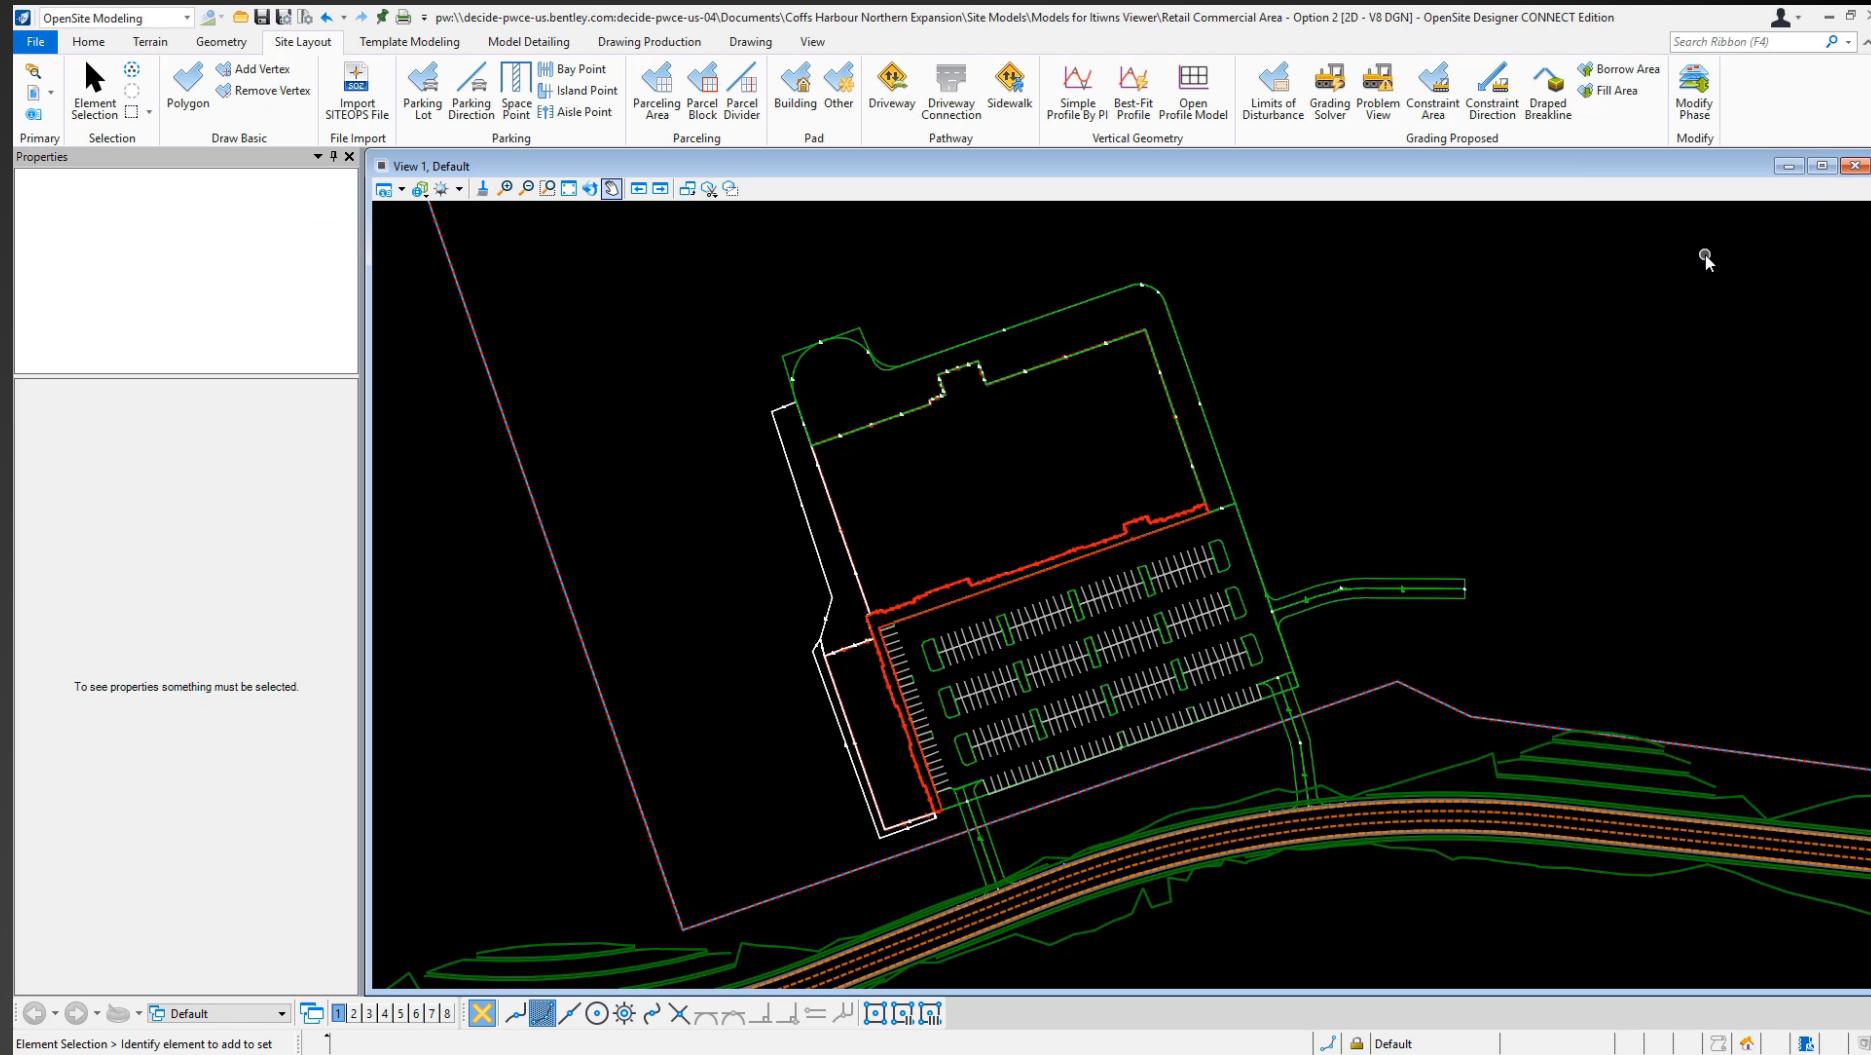 OpenSite Modeling
pw:\\decide-pwce-us.bentley.com:decide-pwce-us-04\Documents\Coffs Harbour Northern Expansion\Site Models\Models for Itiwns Viewer\Retail Commercial Area - Option 2 [2D - V8 DGN] - OpenSite Designer CONNECT Edition
File Home Terrain Geometry Site Layout Template Modeling Model Detailing Drawing Production Drawing View Search Ribbon (F4)
Add Vertex Bay Point Borrow Area
Remove Vertex Island Point Fill Area
Aisle Point
Element Selection
Polygon
Import SITEOPS File
Parking Lot
Parking Direction
Space Point
Parceling Area
Parcel Block
Parcel Divider
Building
Other
Driveway
Driveway Connection
Sidewalk
Simple Profile By PI
Best-Fit Profile
Open Profile Model
Limits of Disturbance
Grading Solver
Problem View
Constraint Area
Constraint Direction
Draped Breakline
Modify Phase
Primary Selection Draw Basic File Import Parking Parceling Pad Pathway Vertical Geometry Grading Proposed Modify
Properties
View 1, Default
To see properties something must be selected.
Default
1 2 3 4 5 6 7 8
Element Selection > Identify element to add to set
Default